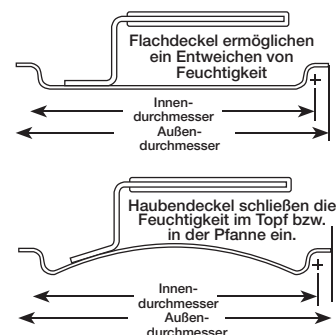 Flachdeckel ermöglichen
ein Entweichen von
Feuchtigkeit
Innen-
durchmesser
Außen-
durchmesser
Haubendeckel schließen die
Feuchtigkeit im Topf bzw.
in der Pfanne ein.
Innen-
durchmesser
Außen-
durchmesser